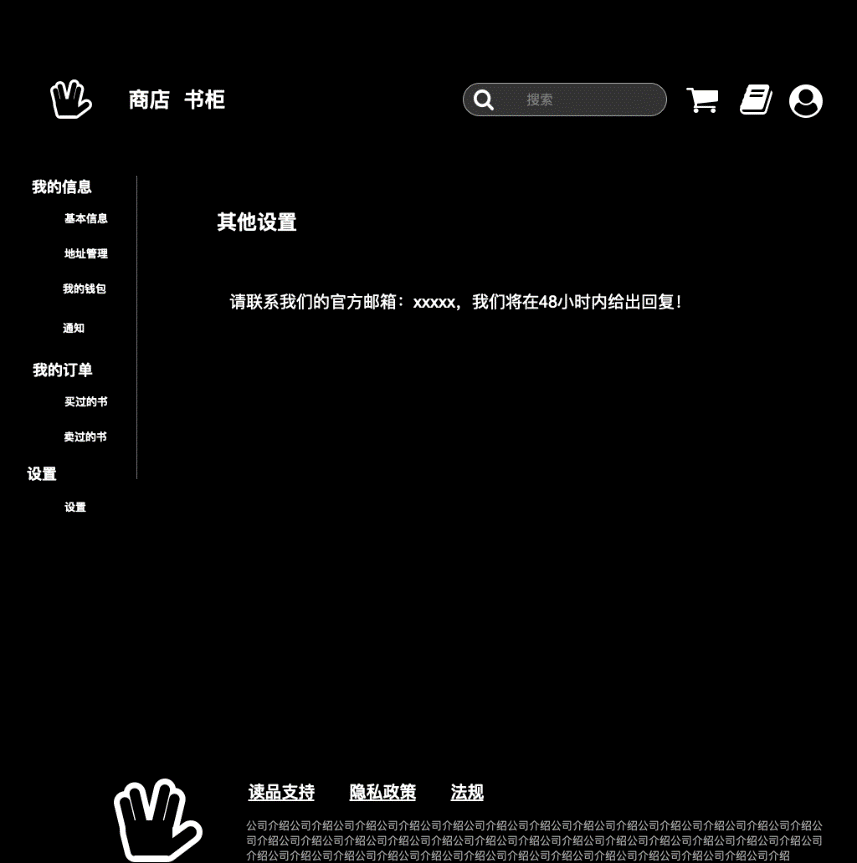 商店 书柜
搜索
我的信息
基本信息
地址管理
我的钱包
通知
我的订单
买过的书
卖过的书
设置
设置
其他设置
请联系我们的官方邮箱：xxxxx，我们将在48小时内给出回复！
读品支持 隐私政策 法规
公司介绍公司介绍公司介绍公司介绍公司介绍公司介绍公司介绍公司介绍公司介绍公司介绍公司介绍公司介绍公司介绍公
司介绍公司介绍公司介绍公司介绍公司介绍公司介绍公司介绍公司介绍公司介绍公司介绍公司介绍公司介绍公司介绍公司
介绍公司介绍公司介绍公司介绍公司介绍公司介绍公司介绍公司介绍公司介绍公司介绍公司介绍公司介绍公司介绍